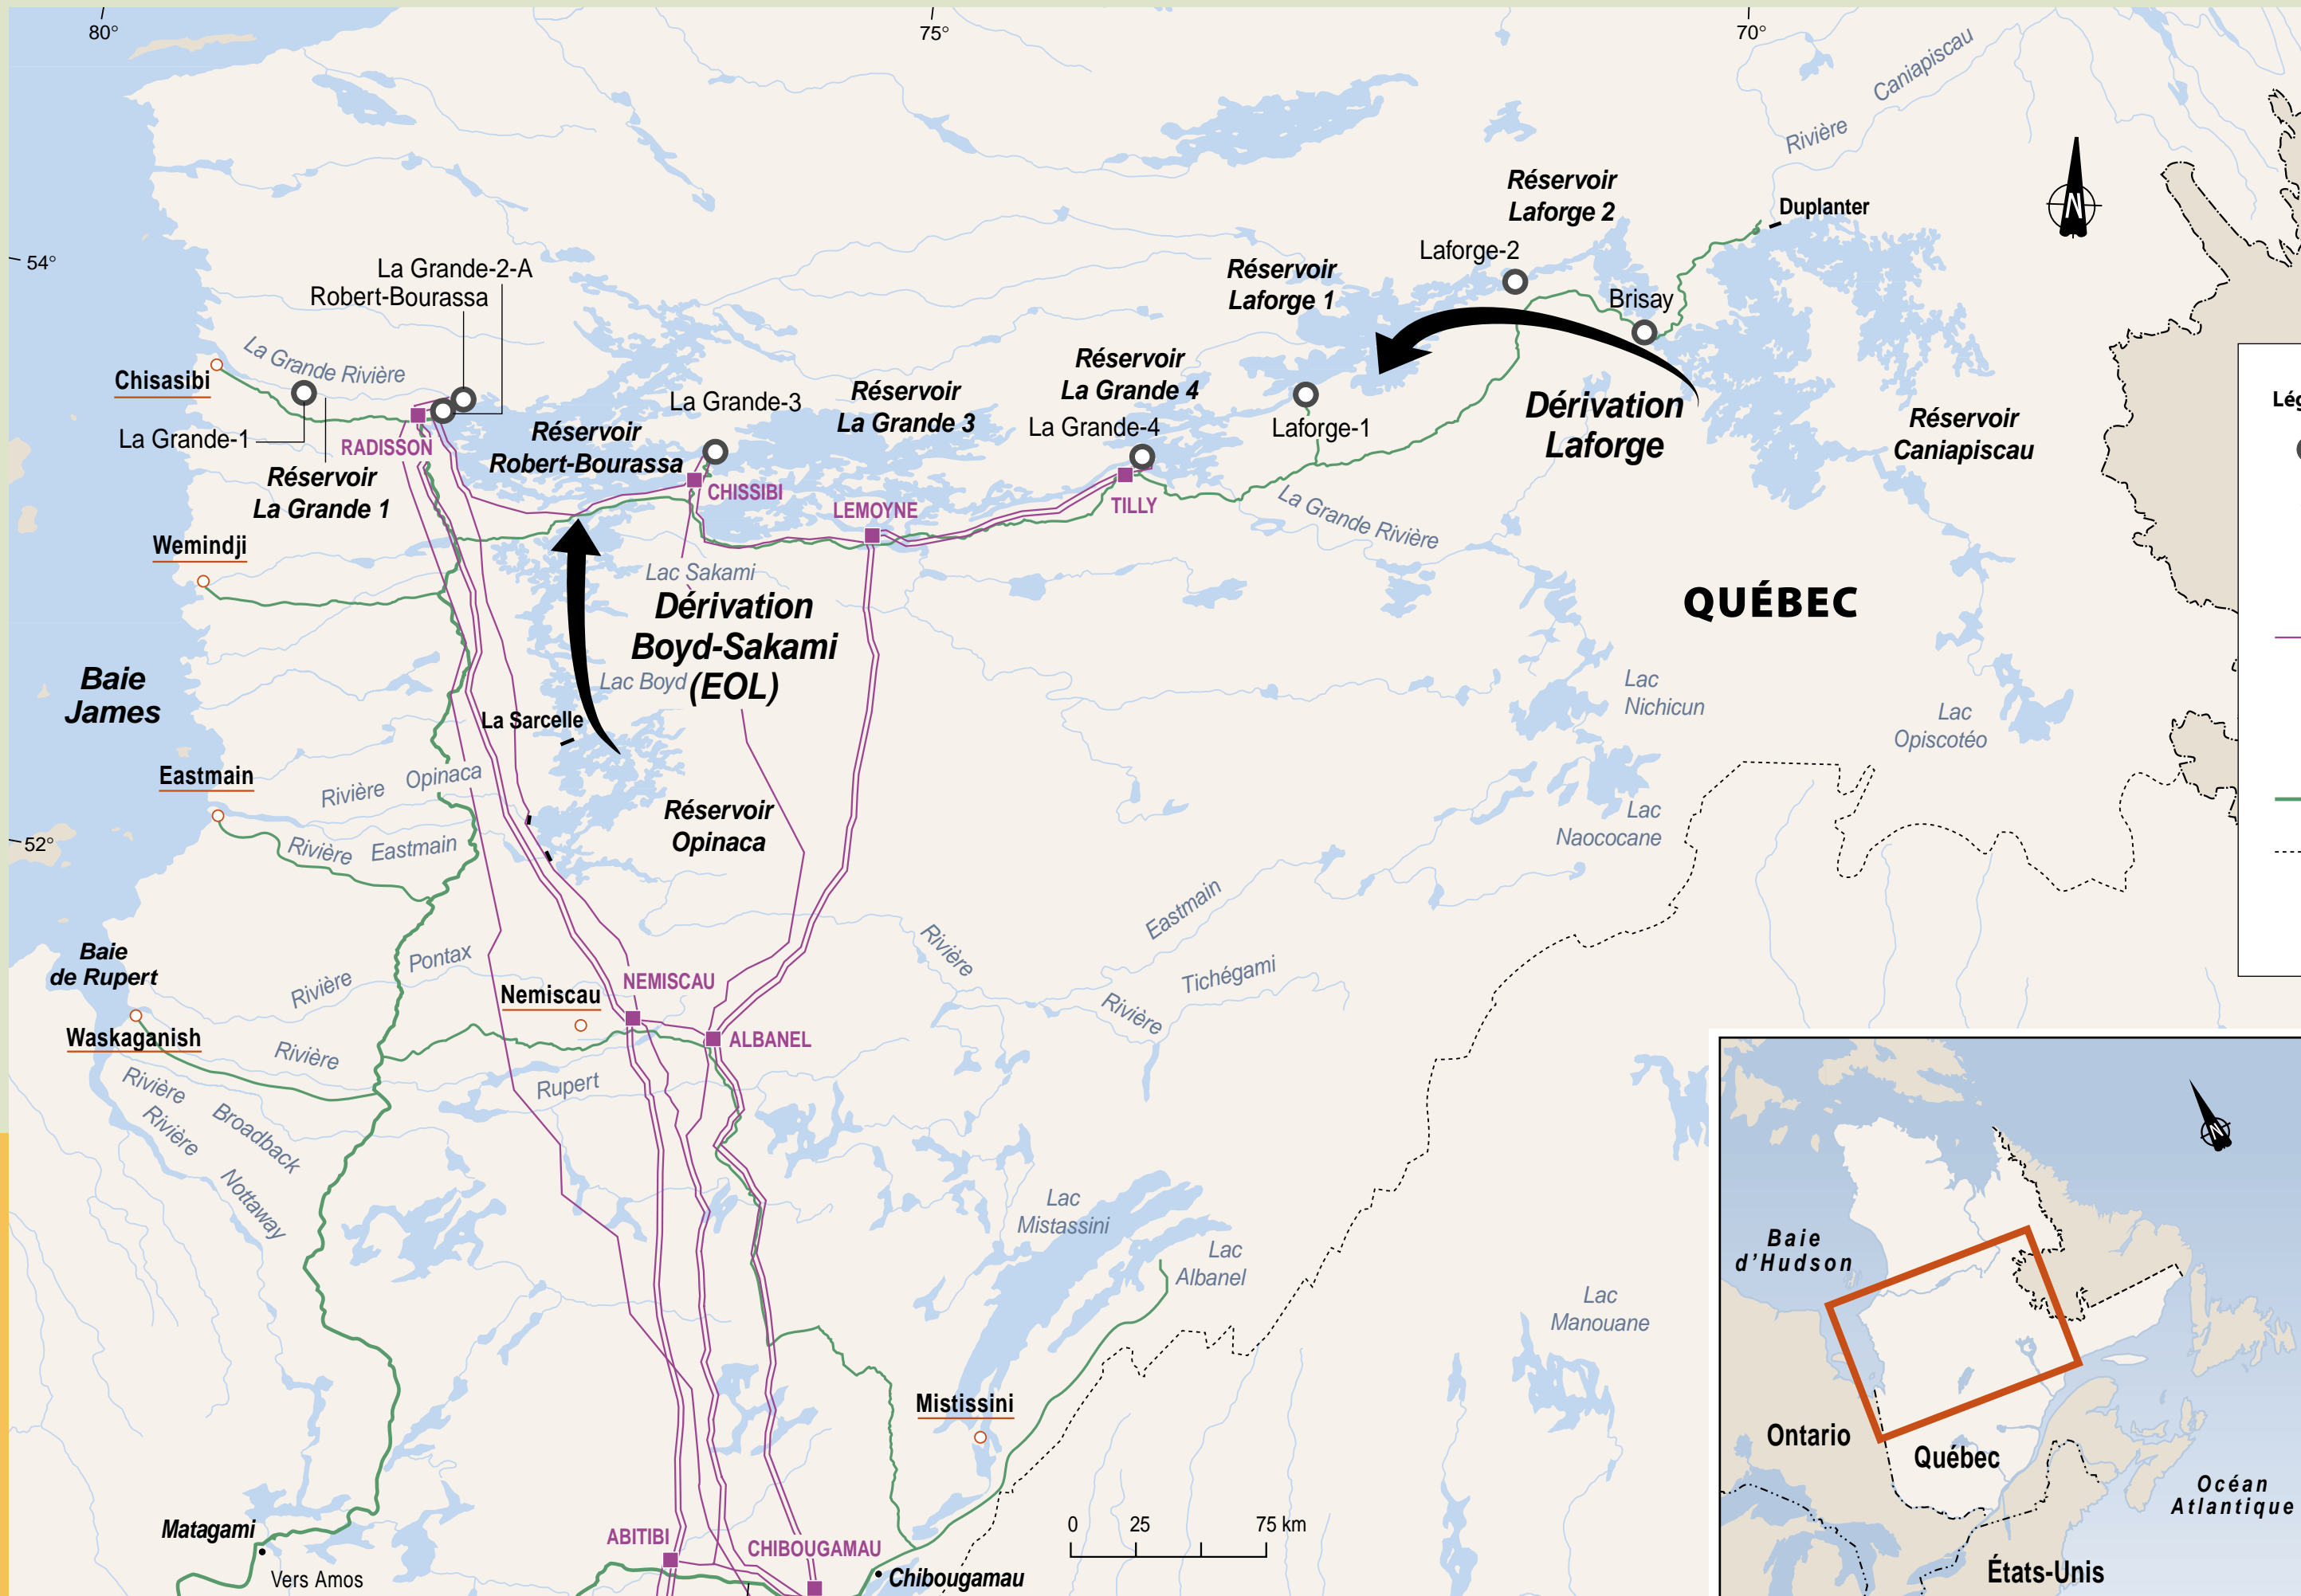 80°
75°
70°
Caniapiscau
Rivière
Réservoir
Laforge 2
Duplanter
N
54°
La Grande-2-A
Robert-Bourassa
Réservoir
Laforge 1
Laforge-2
Brisay
La Grande Rivière
Chisasibi
La Grande-1
RADISSON
Réservoir
La Grande 1
Réservoir
Robert-Bourassa
La Grande-3
CHISSIBI
Réservoir
La Grande 3
LEMOYNE
Réservoir
La Grande 4
La Grande-4
TILLY
Laforge-1
La Grande Rivière
Dérivation
Laforge
Réservoir
Caniapiscau
Lég
Wemindji
Lac Sakami
Dérivation
Boyd-Sakami
(EOL)
Lac Boyd
QUÉBEC
Baie
James
La Sarcelle
Lac
Nichicun
Lac
Opiscotéo
Eastmain
Rivière Opinaca
Réservoir
Opinaca
Lac
Naococane
52°
Rivière Eastmain
Baie
de Rupert
Rivière Pontax
Nemiscau
NEMISCAU
Rivière
Eastmain
Rivière
Tichégami
Waskaganish
Rivière
Rupert
ALBANEL
Rivière
Broadback
Rivière
Nottaway
Lac
Mistassini
Lac
Albanel
Lac
Manouane
Mistissini
Matagami
Vers Amos
ABITIBI
CHIBOUGAMAU
Chibougamau
0 25 75 km
N
Baie
d'Hudson
Ontario
Québec
Océan
Atlantique
États-Unis